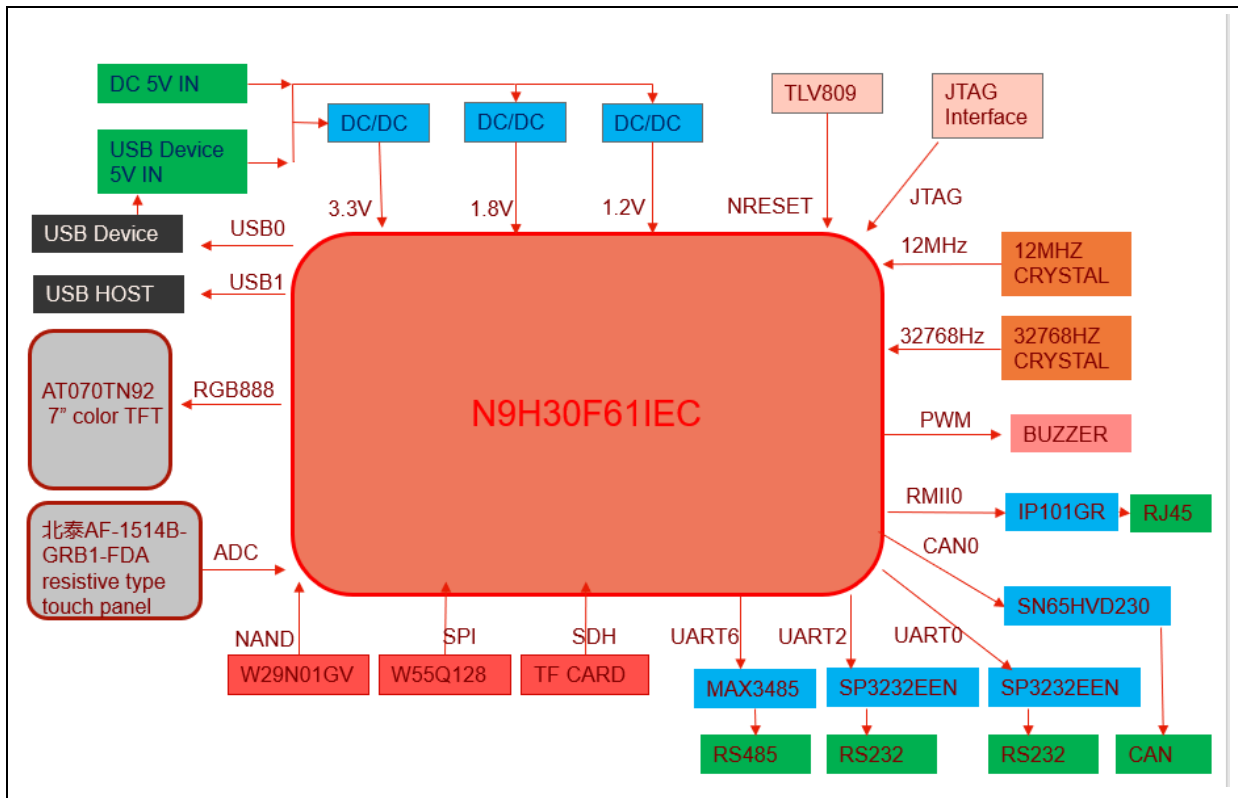 DC 5V IN
TLV809
JTAG
Interface
DC/DC
DC/DC
DC/DC
USB Device
5V IN
3.3V
1.8V
1.2V
NRESET
JTAG
USB Device
USB0
12MHz
12MHZ
CRYSTAL
USB HOST
USB1
32768Hz
32768HZ
CRYSTAL
AT070TN92
7” color TFT
RGB888
N9H30F61IEC
PWM
BUZZER
RMII0
IP101GR
RJ45
北泰AF-1514B-
GRB1-FDA
resistive type
touch panel
ADC
CAN0
SN65HVD230
NAND
SPI
SDH
UART6
UART2
UART0
W29N01GV
W55Q128
TF CARD
MAX3485
SP3232EEN
SP3232EEN
RS485
RS232
RS232
CAN